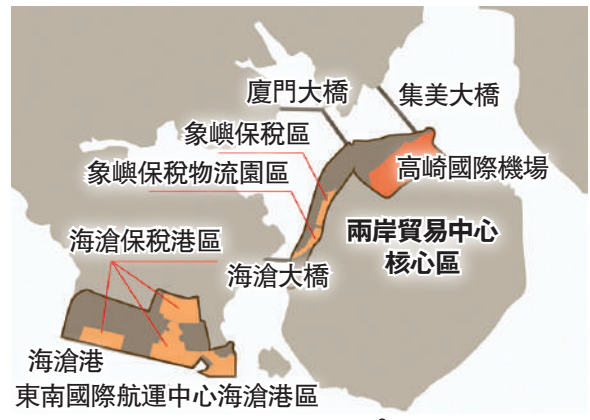 廈門大橋
集美大橋
象嶼保稅區
象嶼保稅物流園區
高崎國際機場
海滄保稅港區
兩岸貿易中心
核心區
海滄大橋
海滄港
東南國際航運中心海滄港區